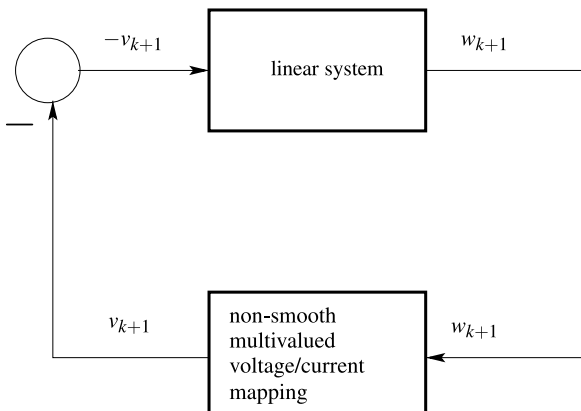 −v_{k+1}
w_{k+1}
linear system
−
v_{k+1}
non-smooth
multivalued
voltage/current
mapping
w_{k+1}